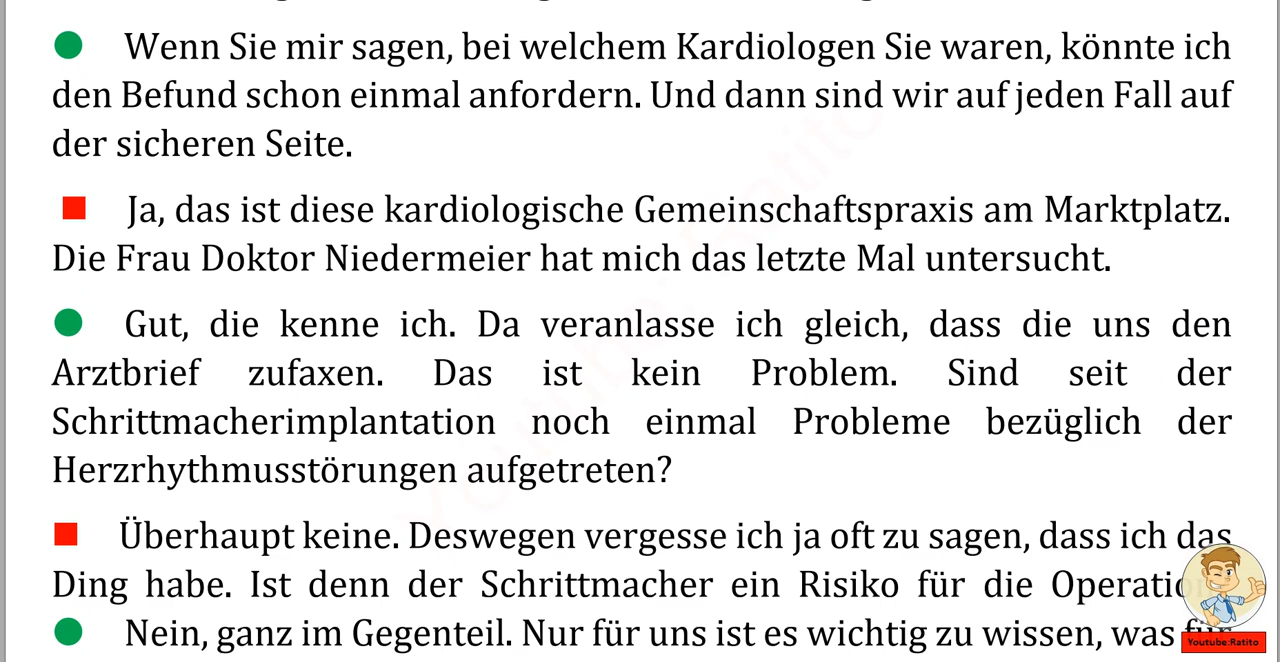 Wenn Sie mir sagen, bei welchem Kardiologen Sie waren, könnte ich
den Befund schon einmal anfordern. Und dann sind wir auf jeden Fall auf
der sicheren Seite.
Ja, das ist diese kardiologische Gemeinschaftspraxis am Marktplatz.
Die Frau Doktor Niedermeier hat mich das letzte Mal untersucht.
Gut, die kenne ich. Da veranlasse ich gleich, dass die uns den
Arztbrief zufaxen. Das ist kein Problem. Sind seit der
Schrittmacherimplantation noch einmal Probleme bezüglich der
Herzrhythmusstörungen aufgetreten?
Überhaupt keine. Deswegen vergesse ich ja oft zu sagen, dass ich das
Ding habe. Ist denn der Schrittmacher ein Risiko für die Operation
Nein, ganz im Gegenteil. Nur für uns ist es wichtig zu wissen, was für
Youtube:Ratito